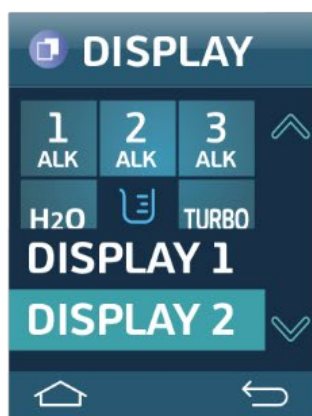 DISPLAY
1 2 3
ALK ALK ALK
H2O TURBO
DISPLAY 1
DISPLAY 2